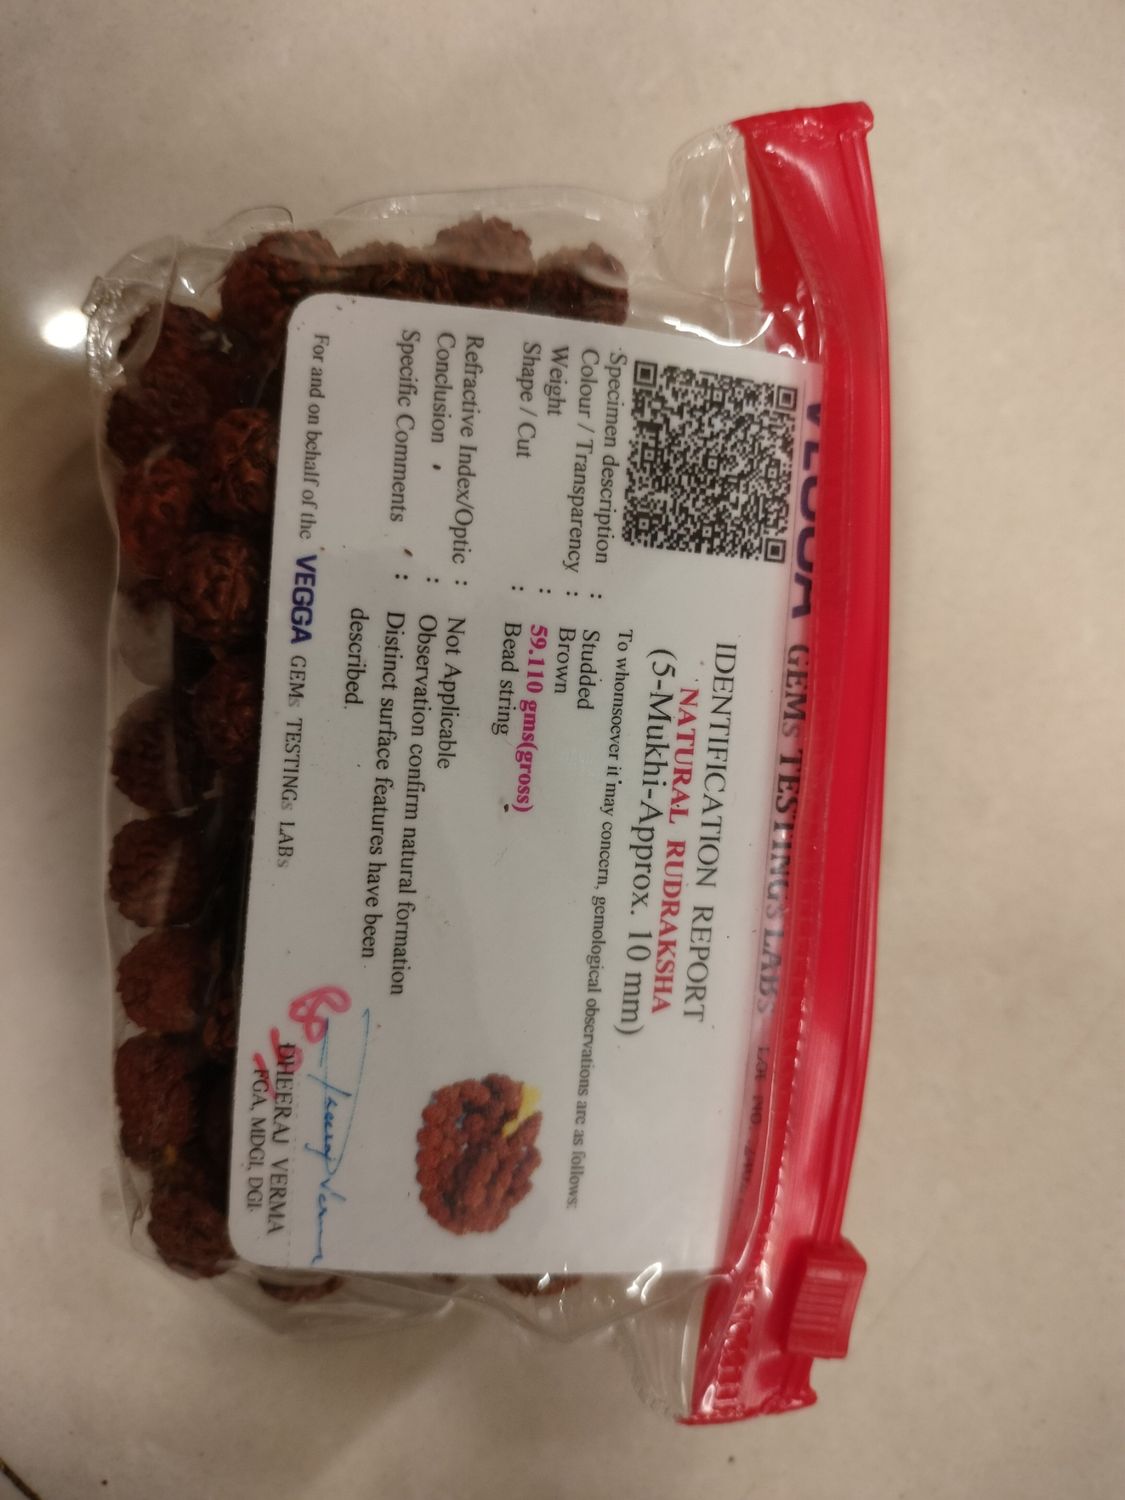 VEGGA GEMs TESTINGs LABs
IDENTIFICATION REPORT
NATURAL RUDRAKSHA
(5-Mukhi-Approx. 10 mm)
To whomsoever it may concern, gemological observations are as follows:
Specimen description : Studded
Colour / Transparency : Brown
Weight : 59.110 gms(gross)
Shape / Cut : Bead string
Refractive Index/Optic : Not Applicable
Conclusion : Observation confirm natural formation
Specific Comments : Distinct surface features have been
described.
For and on behalf of the VEGGA GEMs TESTINGs LABs
Dheeraj Verma
DHEERAJ VERMA
FGA, MDGI, DGI